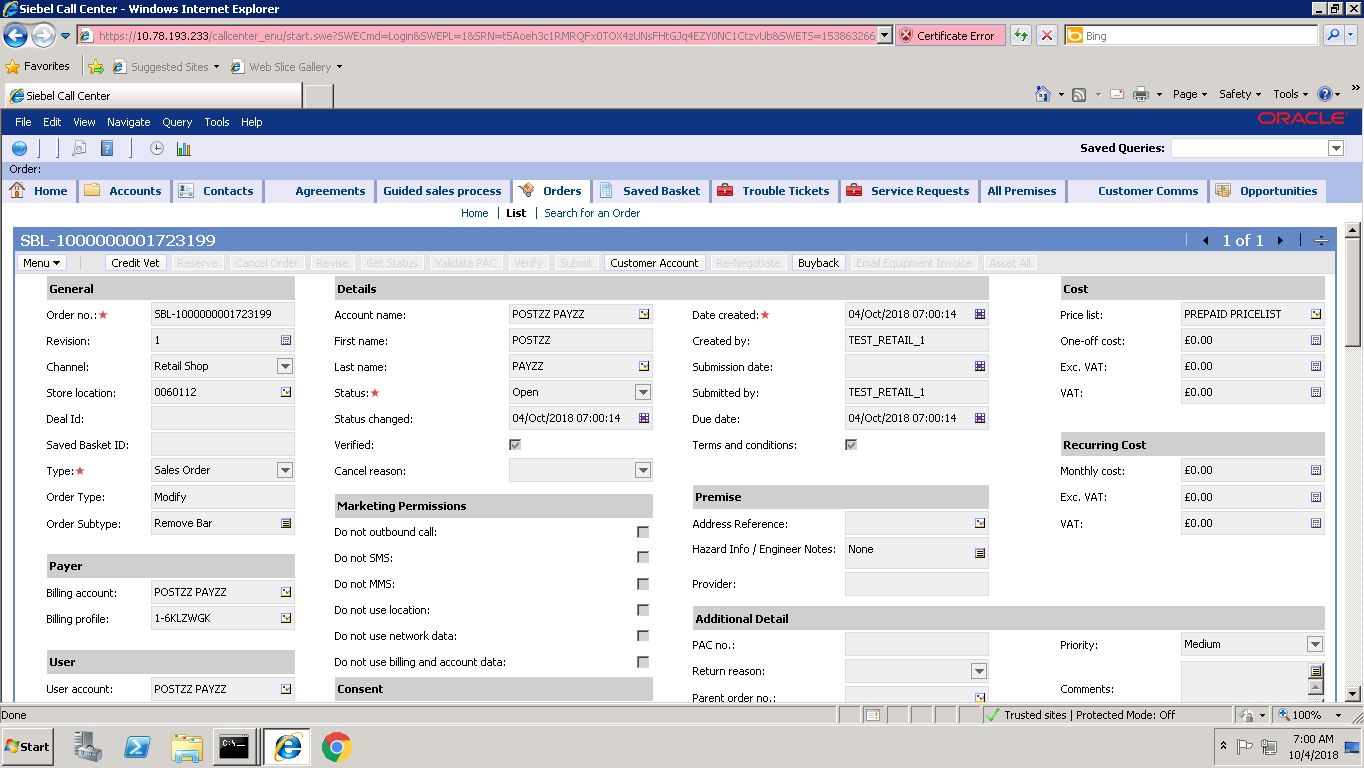 Siebel Call Center - Windows Internet Explorer
https://10.78.193.233/callcenter_enu/start.swe?SWECmd=Login&SWEPL=1&SRN=t5Aoeh3c1RMRQFx0TOX4zUNsFHtGJq4EZY0NC1CtzvUb&SWETS=153863266 Certificate Error Bing
Favorites Suggested Sites Web Slice Gallery
Siebel Call Center Page Safety Tools
File Edit View Navigate Query Tools Help ORACLE
Saved Queries:
Order:
Home Accounts Contacts Agreements Guided sales process Orders Saved Basket Trouble Tickets Service Requests All Premises Customer Comms Opportunities
Home List Search for an Order
SBL-1000000001723199 1 of 1
Menu Credit Vet Reserve Cancel Order Revise Get Status Validate PAC Verify Submit Customer Account Re-Negotiate Buyback Email Equipment Invoice Asset All
General Details Cost
Order no.:★ SBL-1000000001723199 Account name: POSTZZ PAYZZ Date created:★ 04/Oct/2018 07:00:14 Price list: PREPAID PRICELIST
Revision: 1 First name: POSTZZ Created by: TEST_RETAIL_1 One-off cost: £0.00
Channel: Retail Shop Last name: PAYZZ Submission date: Exc. VAT: £0.00
Store location: 0060112 Status:★ Open Submitted by: TEST_RETAIL_1 VAT: £0.00
Deal Id: Status changed: 04/Oct/2018 07:00:14 Due date: 04/Oct/2018 07:00:14
Saved Basket ID: Verified: Terms and conditions: Recurring Cost
Type:★ Sales Order Cancel reason: Monthly cost: £0.00
Order Type: Modify Marketing Permissions Premise Exc. VAT: £0.00
Order Subtype: Remove Bar Do not outbound call: Address Reference: VAT: £0.00
Do not SMS: Hazard Info / Engineer Notes: None
Payer
Billing account: POSTZZ PAYZZ Do not MMS: Provider:
Billing profile: 1-6KLZWGK Do not use location: Additional Detail
Do not use network data: PAC no.: Priority: Medium
User Do not use billing and account data: Return reason:
User account: POSTZZ PAYZZ Consent Parent order no.: Comments:
Done Trusted sites | Protected Mode: Off 100%
Start 7:00 AM
10/4/2018